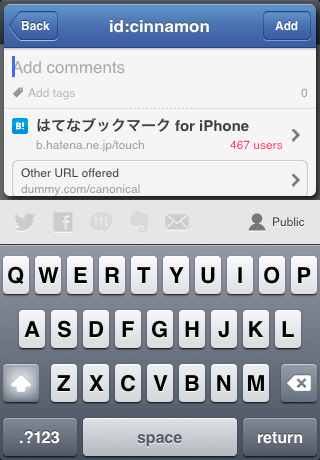 Back
id:cinnamon
Add
Add comments
Add tags
0
B!
はてなブックマーク for iPhone
b.hatena.ne.jp/touch
467 users
Other URL offered
dummy.com/canonical
Public
Q W E R T Y U I O P
A S D F G H J K L
Z X C V B N M
.?123
space
return